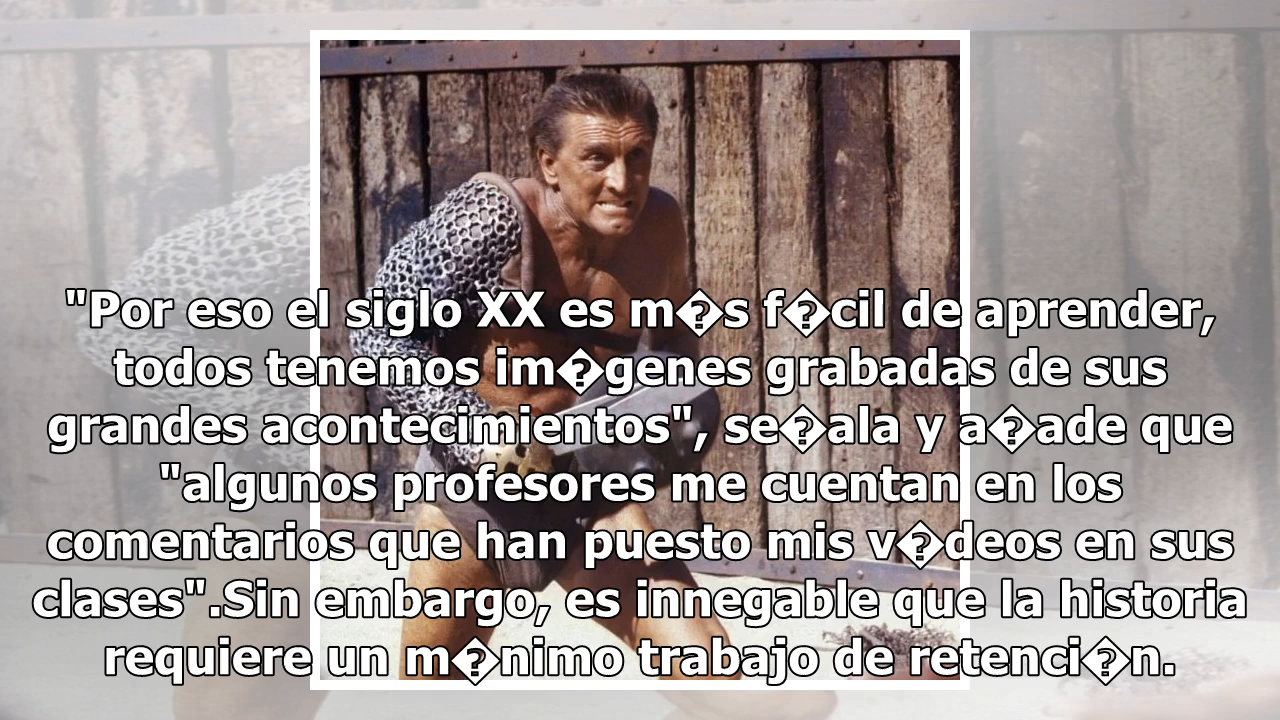 "Por eso el siglo XX es m�s f�cil de aprender,
todos tenemos im�genes grabadas de sus
grandes acontecimientos", se�ala y a�ade que
"algunos profesores me cuentan en los
comentarios que han puesto mis v�deos en sus
clases".Sin embargo, es innegable que la historia
requiere un m�nimo trabajo de retenci�n.